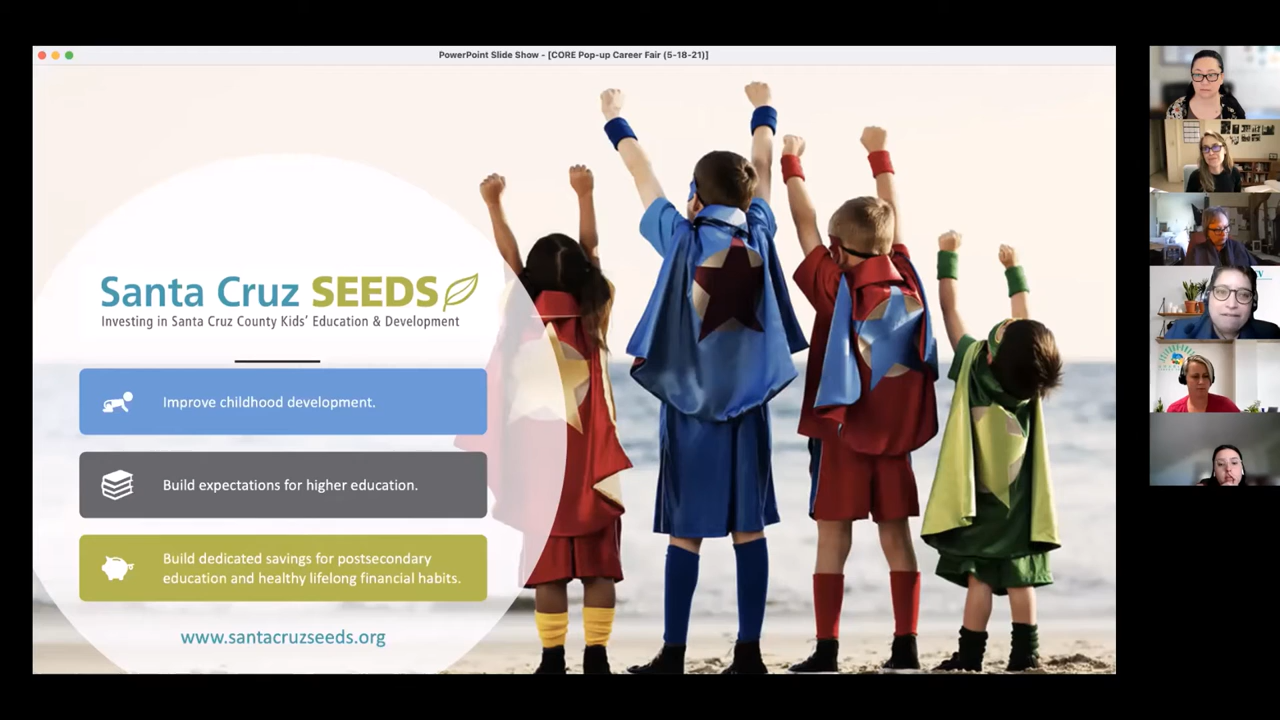 PowerPoint Slide Show - [CORE Pop-up Career Fair (5-18-21)]
Santa Cruz SEEDS
Investing in Santa Cruz County Kids' Education & Development
Improve childhood development.
Build expectations for higher education.
Build dedicated savings for postsecondary
education and healthy lifelong financial habits.
www.santacruzseeds.org